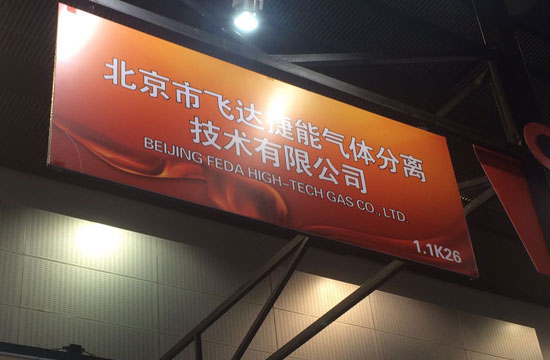 北京市飞达捷能气体分离
技术有限公司
BEIJING FEDA HIGH-TECH GAS CO., LTD.
1.1K26